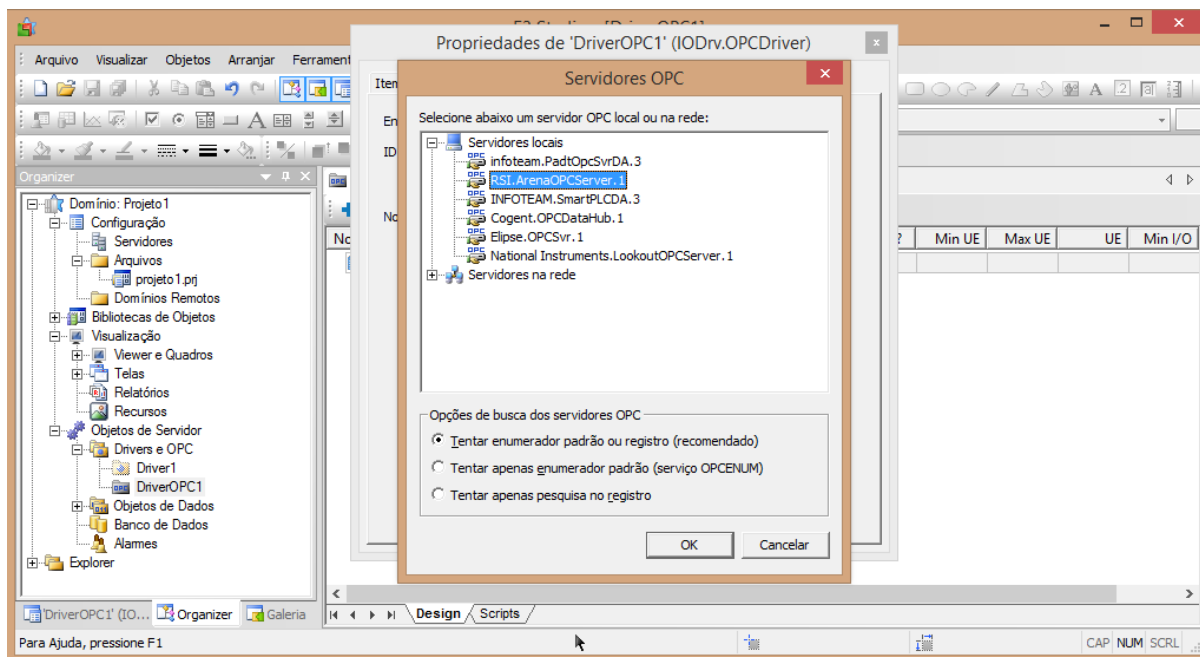 Propriedades de 'DriverOPC1' (IODrv.OPCDriver)
Arquivo Visualizar Objetos Arranjar
Servidores OPC
Selecione abaixo um servidor OPC local ou na rede:
Servidores locais
infoteam.PadtOpcSvrDA.3
RSI.ArenaOPCServer.1
INFOTEAM.SmartPLCDA.3
Cogent.OPCDataHub.1
Elipse.OPCSvr.1
National Instruments.LookoutOPCServer.1
Servidores na rede
Opções de busca dos servidores OPC
Tentar enumerador padrão ou registro (recomendado)
Tentar apenas enumerador padrão (serviço OPCENUM)
Tentar apenas pesquisa no registro
OK Cancelar
ID
Min UE Max UE UE Min I/O
Organizer
Domínio: Projeto1
Configuração
Servidores
Arquivos
projeto1.prj
Domínios Remotos
Bibliotecas de Objetos
Visualização
Viewer e Quadros
Telas
Relatórios
Recursos
Objetos de Servidor
Drivers e OPC
Driver1
DriverOPC1
Objetos de Dados
Banco de Dados
Alarmes
Explorer
'DriverOPC1' (IO... Organizer Galeria
Design Scripts
Para Ajuda, pressione F1
CAP NUM SCRL